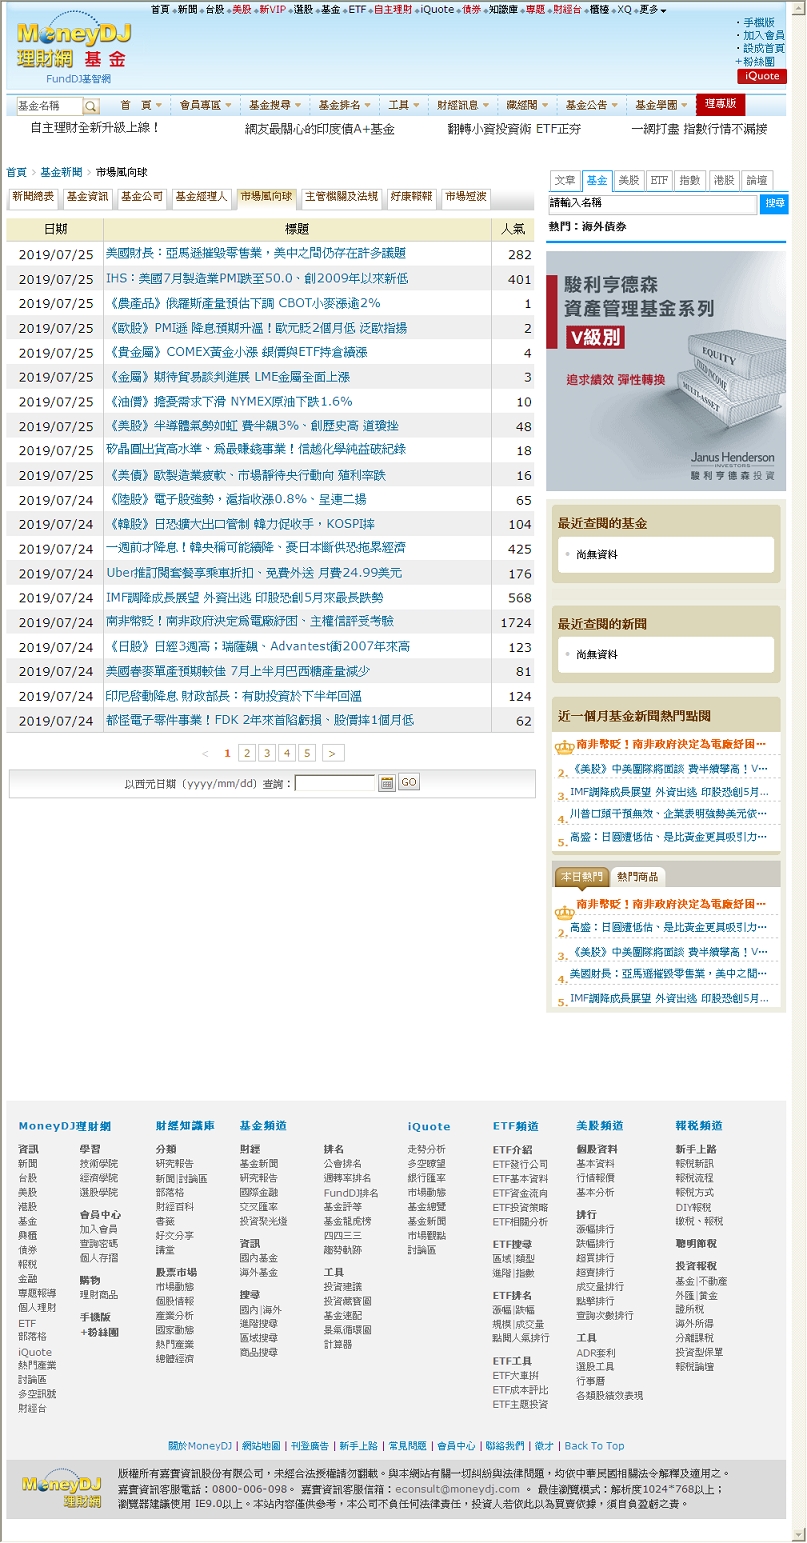 首頁 新聞 台股 美股 新VIP 選股 基金 ETF 自主理財 iQuote 債券 知識庫 專題 財經台 櫃檯 XQ 更多
MoneyDJ
理財網 基金
FundDJ基智網
・手機版
・加入會員
・設成首頁
+粉絲團
iQuote
基金名稱
首 頁 會員專區 基金搜尋 基金排名 工具 財經訊息 藏經閣 基金公告 基金學園 理專版
自主理財全新升級上線！ 網友最關心的印度債A+基金 翻轉小資投資術 ETF正夯 一網打盡 指數行情不漏接
首頁 > 基金新聞 > 市場風向球
新聞總表 基金資訊 基金公司 基金經理人 市場風向球 主管機關及法規 好康報報 市場短波
日期 標題 人氣
2019/07/25 美國財長：亞馬遜摧毀零售業，美中之間仍存在許多議題 282
2019/07/25 IHS：美國7月製造業PMI跌至50.0、創2009年以來新低 401
2019/07/25 《農產品》俄羅斯產量預估下調 CBOT小麥漲逾2% 1
2019/07/25 《歐股》PMI遜 降息預期升溫！歐元貶2個月低 泛歐指揚 2
2019/07/25 《貴金屬》COMEX黃金小漲 銀價與ETF持倉續漲 4
2019/07/25 《金屬》期待貿易談判進展 LME金屬全面上漲 3
2019/07/25 《油價》擔憂需求下滑 NYMEX原油下跌1.6% 10
2019/07/25 《美股》半導體氣勢如虹 費半飆3%、創歷史高 道瓊挫 48
2019/07/25 矽晶圓出貨高水準、為最賺錢事業！信越化學純益破紀錄 18
2019/07/25 《美債》歐製造業疲軟、市場靜待央行動向 殖利率跌 16
2019/07/24 《陸股》電子股強勢，滬指收漲0.8%、呈連二揚 65
2019/07/24 《韓股》日恐擴大出口管制 韓力促收手，KOSPI摔 104
2019/07/24 一週前才降息！韓央稱可能續降、憂日本斷供恐拖累經濟 425
2019/07/24 Uber推訂閱套餐享乘車折扣、免費外送 月費24.99美元 176
2019/07/24 IMF調降成長展望 外資出逃 印股恐創5月來最長跌勢 568
2019/07/24 南非幣貶！南非政府決定為電廠紓困、主權信評受考驗 1724
2019/07/24 《日股》日經3週高；瑞薩飆、Advantest衝2007年來高 123
2019/07/24 美國春麥單產預期較佳 7月上半月巴西糖產量減少 81
2019/07/24 印尼啟動降息 財政部長：有助投資於下半年回溫 124
2019/07/24 都怪電子零件事業！FDK 2年來首陷虧損、股價摔1個月低 62
< 1 2 3 4 5 >
以西元日期（yyyy/mm/dd）查詢： GO
文章 基金 美股 ETF 指數 港股 論壇
請輸入名稱 搜尋
熱門：海外債券
駿利亨德森
資產管理基金系列
V級別
追求績效 彈性轉換
EQUITY
FIXED INCOME
MULTI-ASSET
Janus Henderson
INVESTORS
駿利亨德森投資
最近查閱的基金
尚無資料
最近查閱的新聞
尚無資料
近一個月基金新聞熱門點閱
南非幣貶！南非政府決定為電廠紓困…
2. 《美股》中美團隊將面談 費半續攀高！V…
3. IMF調降成長展望 外資出逃 印股恐創5月...
4. 川普口頭干預無效、企業表明強勢美元依…
5. 高盛：日圓遭低估、是比黃金更具吸引力…
本日熱門 熱門商品
南非幣貶！南非政府決定為電廠紓困…
2. 高盛：日圓遭低估、是比黃金更具吸引力…
3. 《美股》中美團隊將面談 費半續攀高！V…
4. 美國財長：亞馬遜摧毀零售業，美中之間…
5. IMF調降成長展望 外資出逃 印股恐創5月...
MoneyDJ理財網
資訊
新聞
台股
美股
港股
基金
興櫃
債券
報稅
金融
專題報導
個人理財
ETF
部落格
iQuote
熱門產業
討論區
多空訊號
財經台
學習
技術學院
經濟學院
選股學院
會員中心
加入會員
查詢密碼
個人存摺
購物
理財商品
手機版
+粉絲團
財經知識庫
分類
研究報告
新聞|討論區
部落格
財經百科
書籤
好文分享
講堂
股票市場
市場動態
個股情報
產業分析
國家動態
熱門產業
總體經濟
基金頻道
財經
基金新聞
研究報告
國際金融
交叉匯率
投資聚光燈
資訊
國內基金
海外基金
搜尋
國內|海外
進階搜尋
區域搜尋
商品搜尋
排名
公會排名
週轉率排名
FundDJ排名
基金評等
基金龍虎榜
四四三三
趨勢軌跡
工具
投資建議
投資藏寶圖
基金速配
景氣循環圖
計算器
iQuote
走勢分析
多空瞭望
銀行匯率
市場動態
基金總覽
基金新聞
市場觀點
討論區
ETF頻道
ETF介紹
ETF發行公司
ETF基本資料
ETF資金流向
ETF投資策略
ETF相關分析
ETF搜尋
區域|類型
進階|指數
ETF排名
漲幅|跌幅
規模|成交量
點閱人氣排行
ETF工具
ETF大車拚
ETF成本評比
ETF主題投資
美股頻道
個股資料
基本資料
行情報價
基本分析
排行
漲幅排行
跌幅排行
超買排行
超賣排行
成交量排行
點擊排行
查詢次數排行
工具
ADR套利
選股工具
行事曆
各類股績效表現
報稅頻道
新手上路
報稅新訊
報稅流程
報稅方式
DIY報稅
繳稅、報稅
聰明節稅
投資報稅
基金|不動產
外匯|黃金
證所稅
海外所得
分離課稅
投資型保單
報稅論壇
關於MoneyDJ | 網站地圖 | 刊登廣告 | 新手上路 | 常見問題 | 會員中心 | 聯絡我們 | 徵才 | Back To Top
MoneyDJ
理財網
版權所有嘉實資訊股份有限公司，未經合法授權請勿翻載。與本網站有關一切糾紛與法律問題，均依中華民國相關法令解釋及適用之。
嘉實資訊客服電話：0800-006-098。 嘉實資訊客服信箱：econsult@moneydj.com 。 最佳瀏覽模式：解析度1024*768以上；
瀏覽器建議使用 IE9.0以上。本站內容僅供參考，本公司不負任何法律責任，投資人若依此以為買賣依據，須自負盈虧之責。